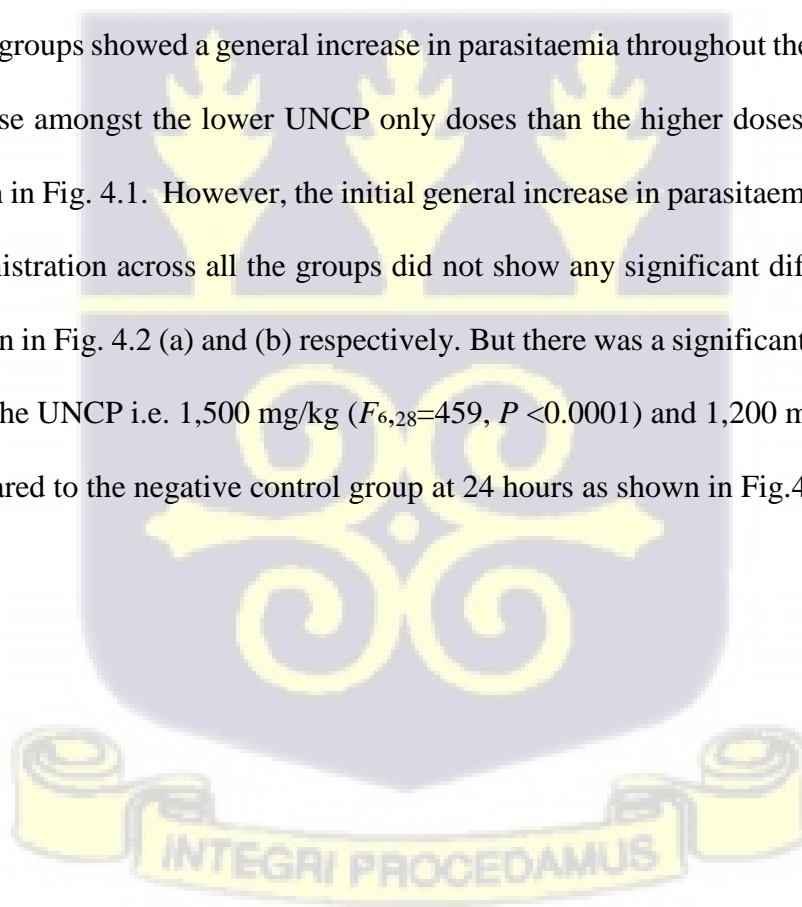 groups showed a general increase in parasitaemia throughout the
se amongst the lower UNCP only doses than the higher doses
n in Fig. 4.1. However, the initial general increase in parasitaem
nistration across all the groups did not show any significant dif
n in Fig. 4.2 (a) and (b) respectively. But there was a significant
he UNCP i.e. 1,500 mg/kg (F₆,₂₈=459, P <0.0001) and 1,200 m
ared to the negative control group at 24 hours as shown in Fig.4
INTEGRI PROCEDAMUS